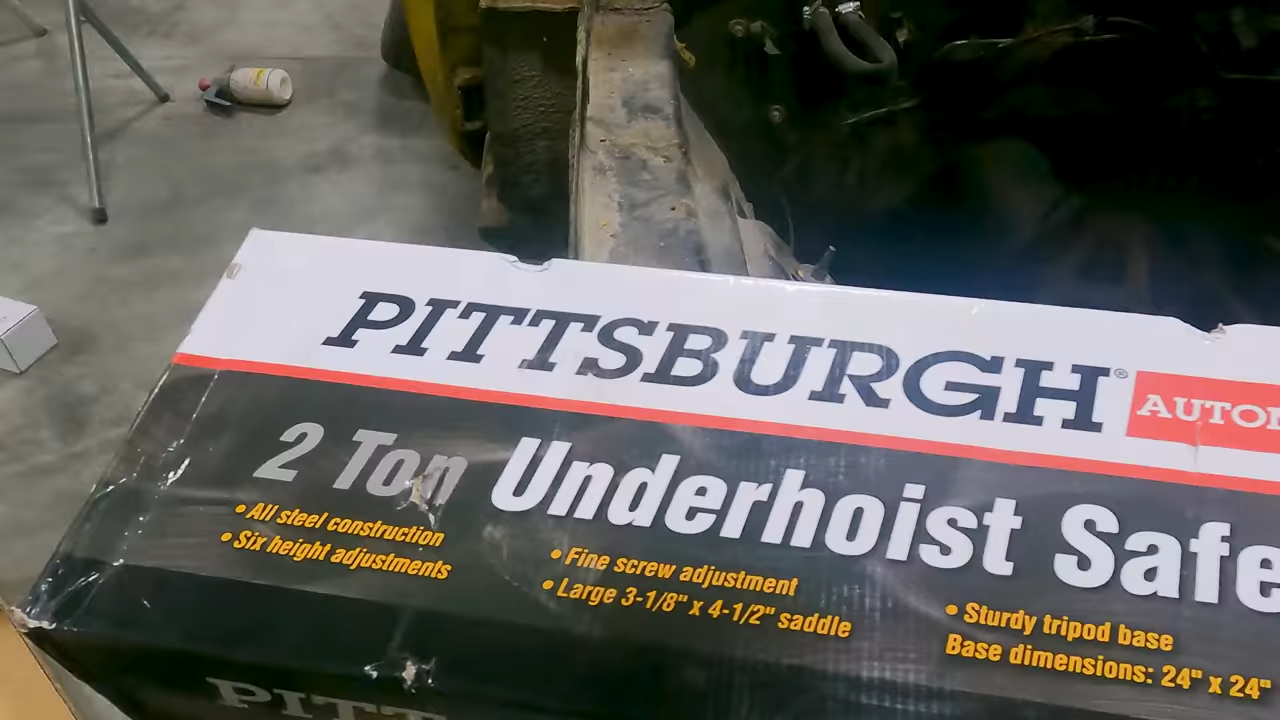 PITTSBURGH®
2 Ton Underhoist
• All steel construction
• Six height adjustments
• Fine screw adjustment
• Large 3-1/8" x 4-1/2" saddle
• Sturdy tripod base
Base dimensions: 24" x 24"